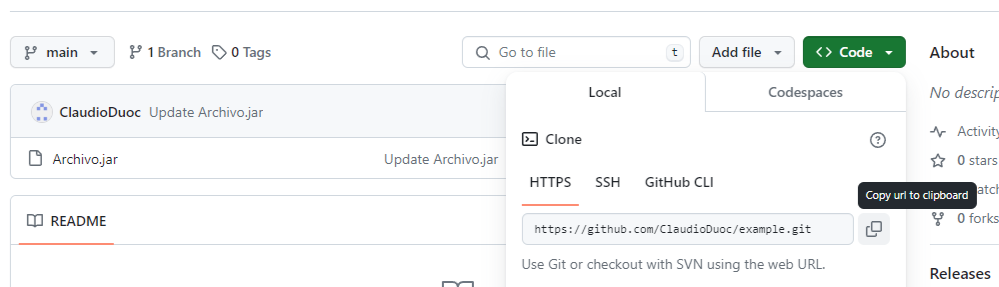 main
1 Branch
0 Tags
Go to file
t
Add file
<> Code
About
ClaudioDuoc Update Archivo.jar
Archivo.jar
Update Archivo.jar
README
Local
Codespaces
Clone
HTTPS
SSH
GitHub CLI
Copy url to clipboard
https://github.com/ClaudioDuoc/example.git
Use Git or checkout with SVN using the web URL.
No descrip
Activity
0 stars
atch
0 forks
Releases